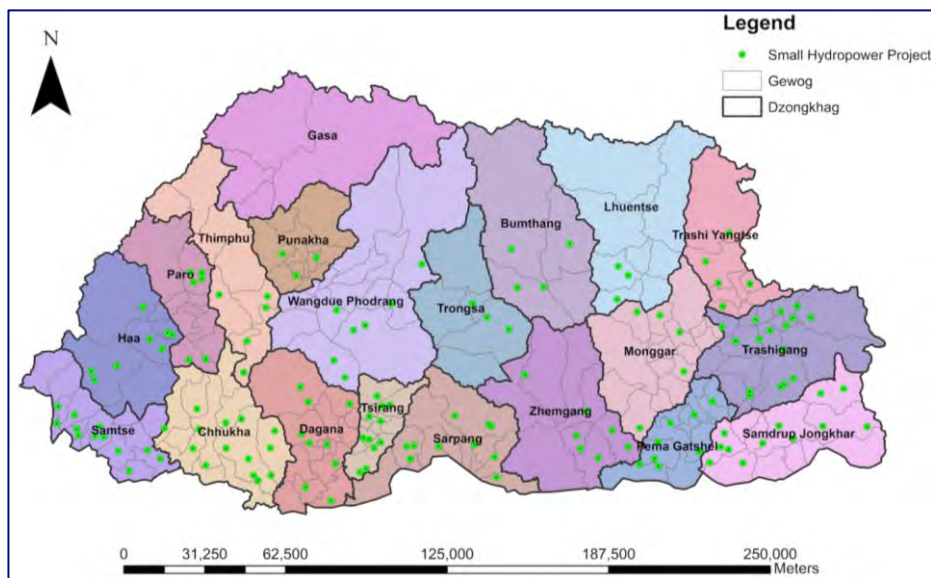 Legend
N
Small Hydropower Project
Gewog
Dzongkhag
Gasa
Lhuentse
Bumthang
Trashi Yangtse
Thimphu
Punakha
Paro
Wangdue Phodrang
Trongsa
Haa
Monggar
Trashigang
Tsirang
Zhemgang
Samtse
Chhukha
Dagana
Sarpang
Pema Gatshel
Samdrup Jongkhar
0 31,250 62,500 125,000 187,500 250,000
Meters